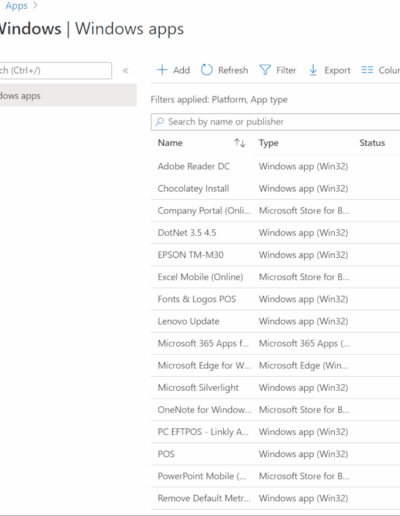 Apps >
Windows | Windows apps
ch (Ctrl+/) «
+ Add Refresh Filter Export Colu
dows apps
Filters applied: Platform, App type
Search by name or publisher
Name ↑↓ Type Status
Adobe Reader DC Windows app (Win32)
Chocolatey Install Windows app (Win32)
Company Portal (Onli... Microsoft Store for B...
DotNet 3.5 4.5 Windows app (Win32)
EPSON TM-M30 Windows app (Win32)
Excel Mobile (Online) Microsoft Store for B...
Fonts & Logos POS Windows app (Win32)
Lenovo Update Windows app (Win32)
Microsoft 365 Apps f... Microsoft 365 Apps (...
Microsoft Edge for W... Microsoft Edge (Win...
Microsoft Silverlight Windows app (Win32)
OneNote for Window... Microsoft Store for B...
PC EFTPOS - Linkly A... Windows app (Win32)
POS Windows app (Win32)
PowerPoint Mobile (... Microsoft Store for B...
Remove Default Metr... Windows app (Win32)